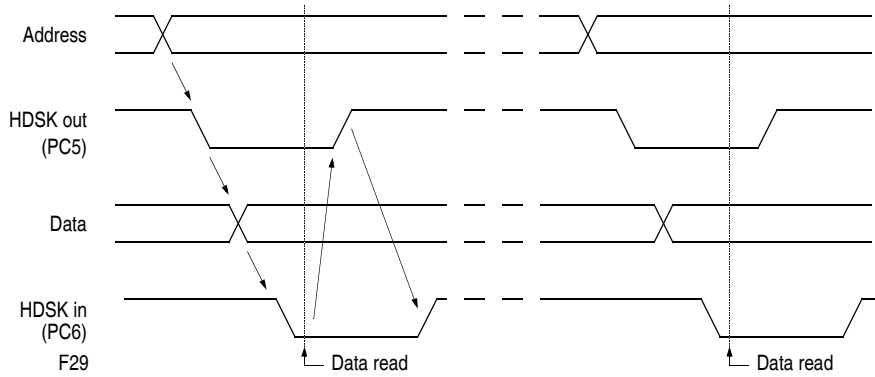 Address
HDSK out
(PC5)
Data
HDSK in
(PC6)
F29
Data read
Data read